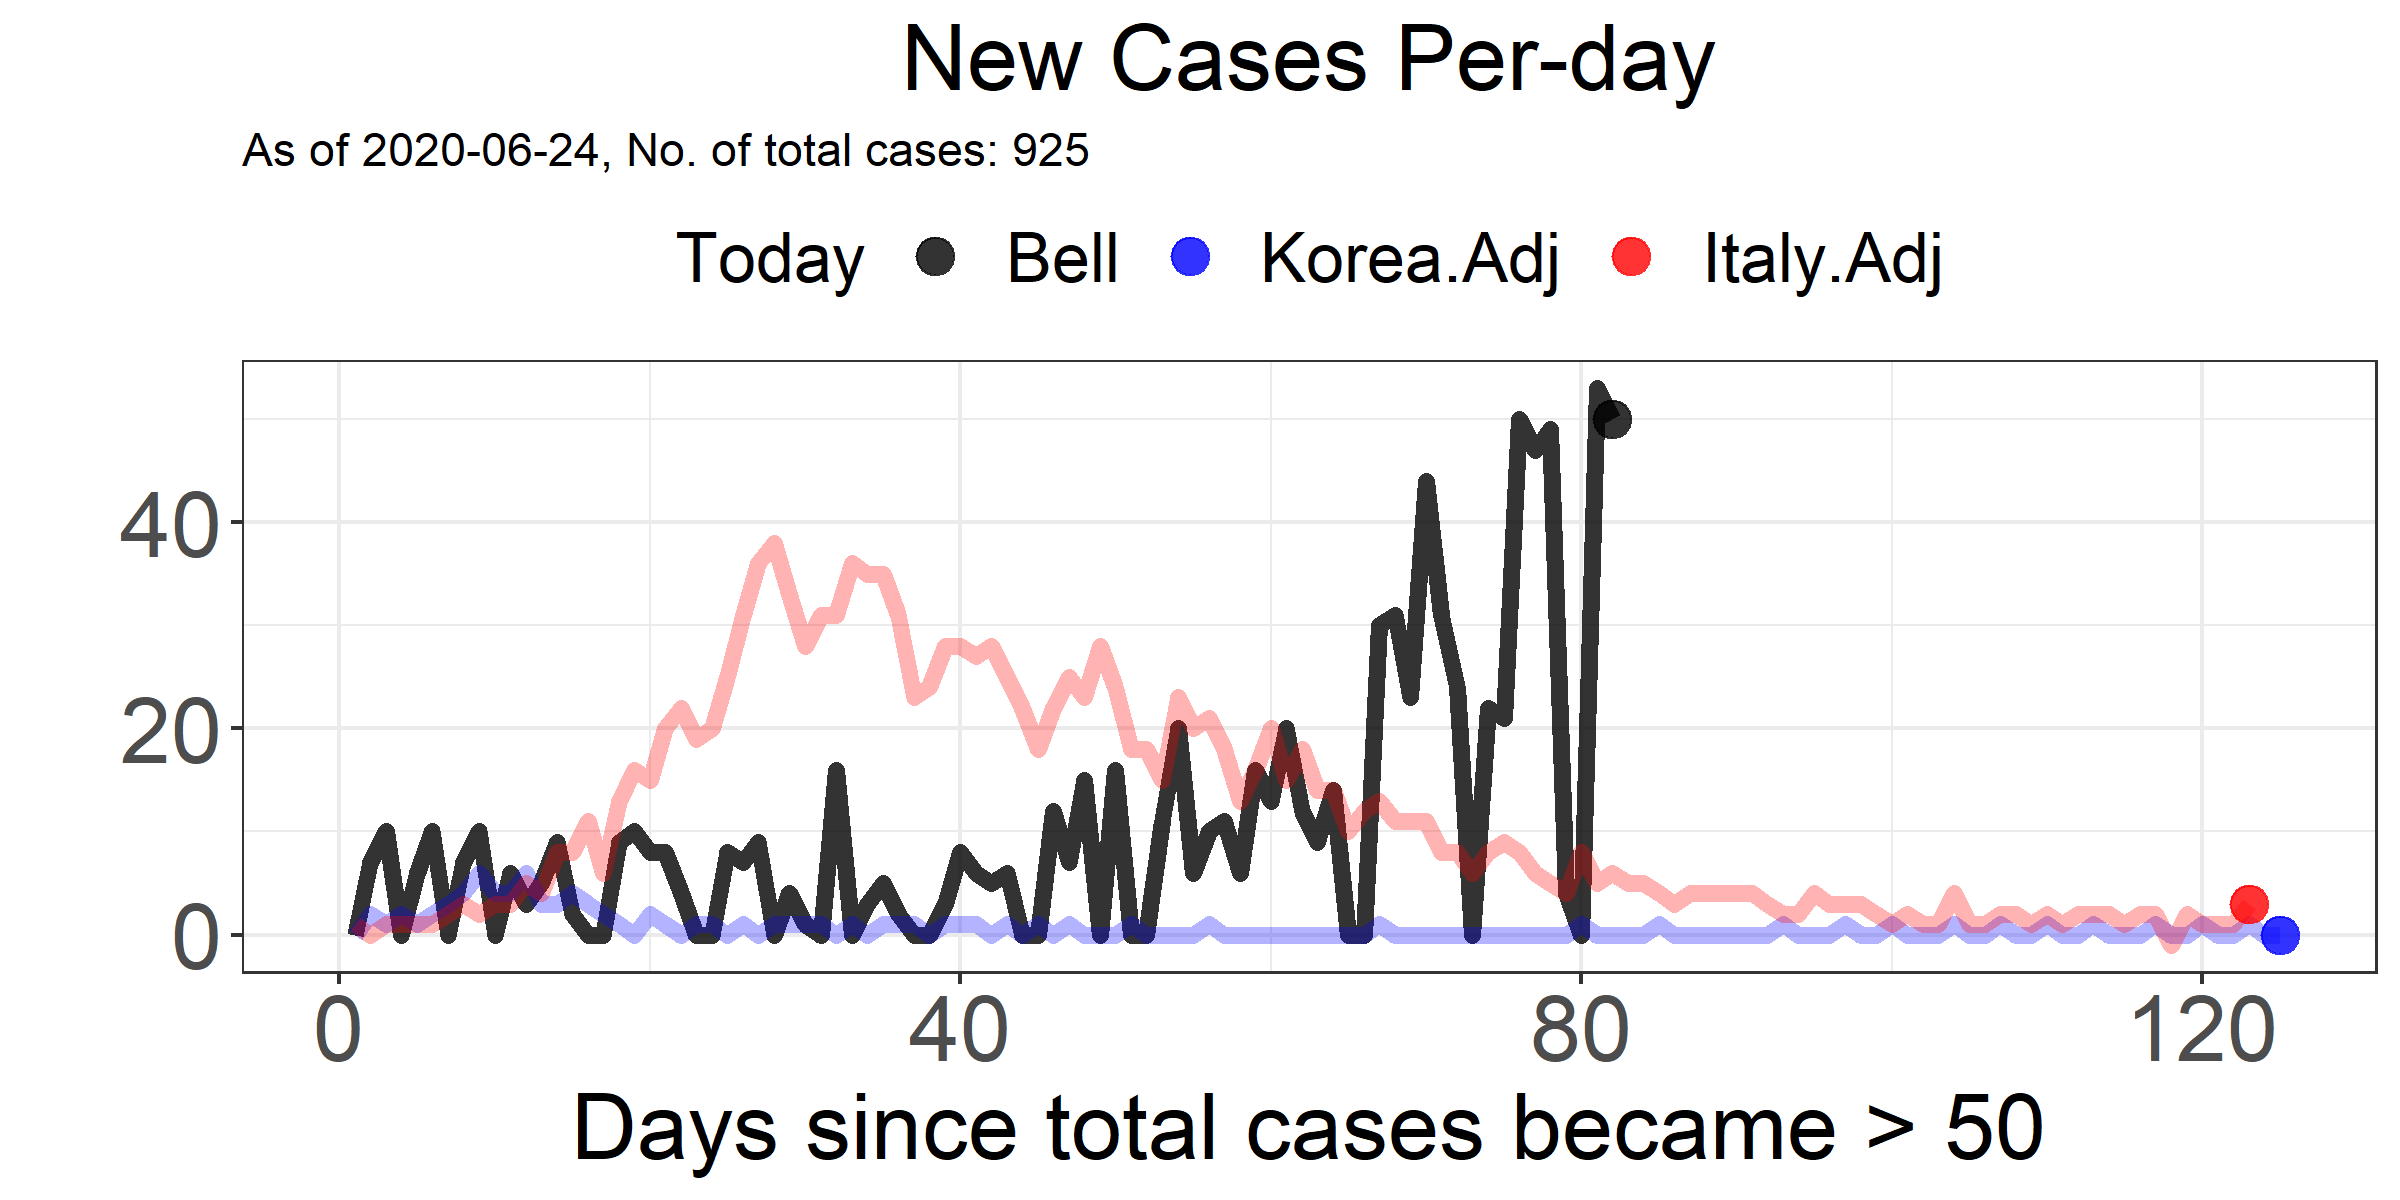 New Cases Per-day
As of 2020-06-24, No. of total cases: 925
Today Bell Korea.Adj Italy.Adj
40
20
0
0 40 80 120
Days since total cases became > 50